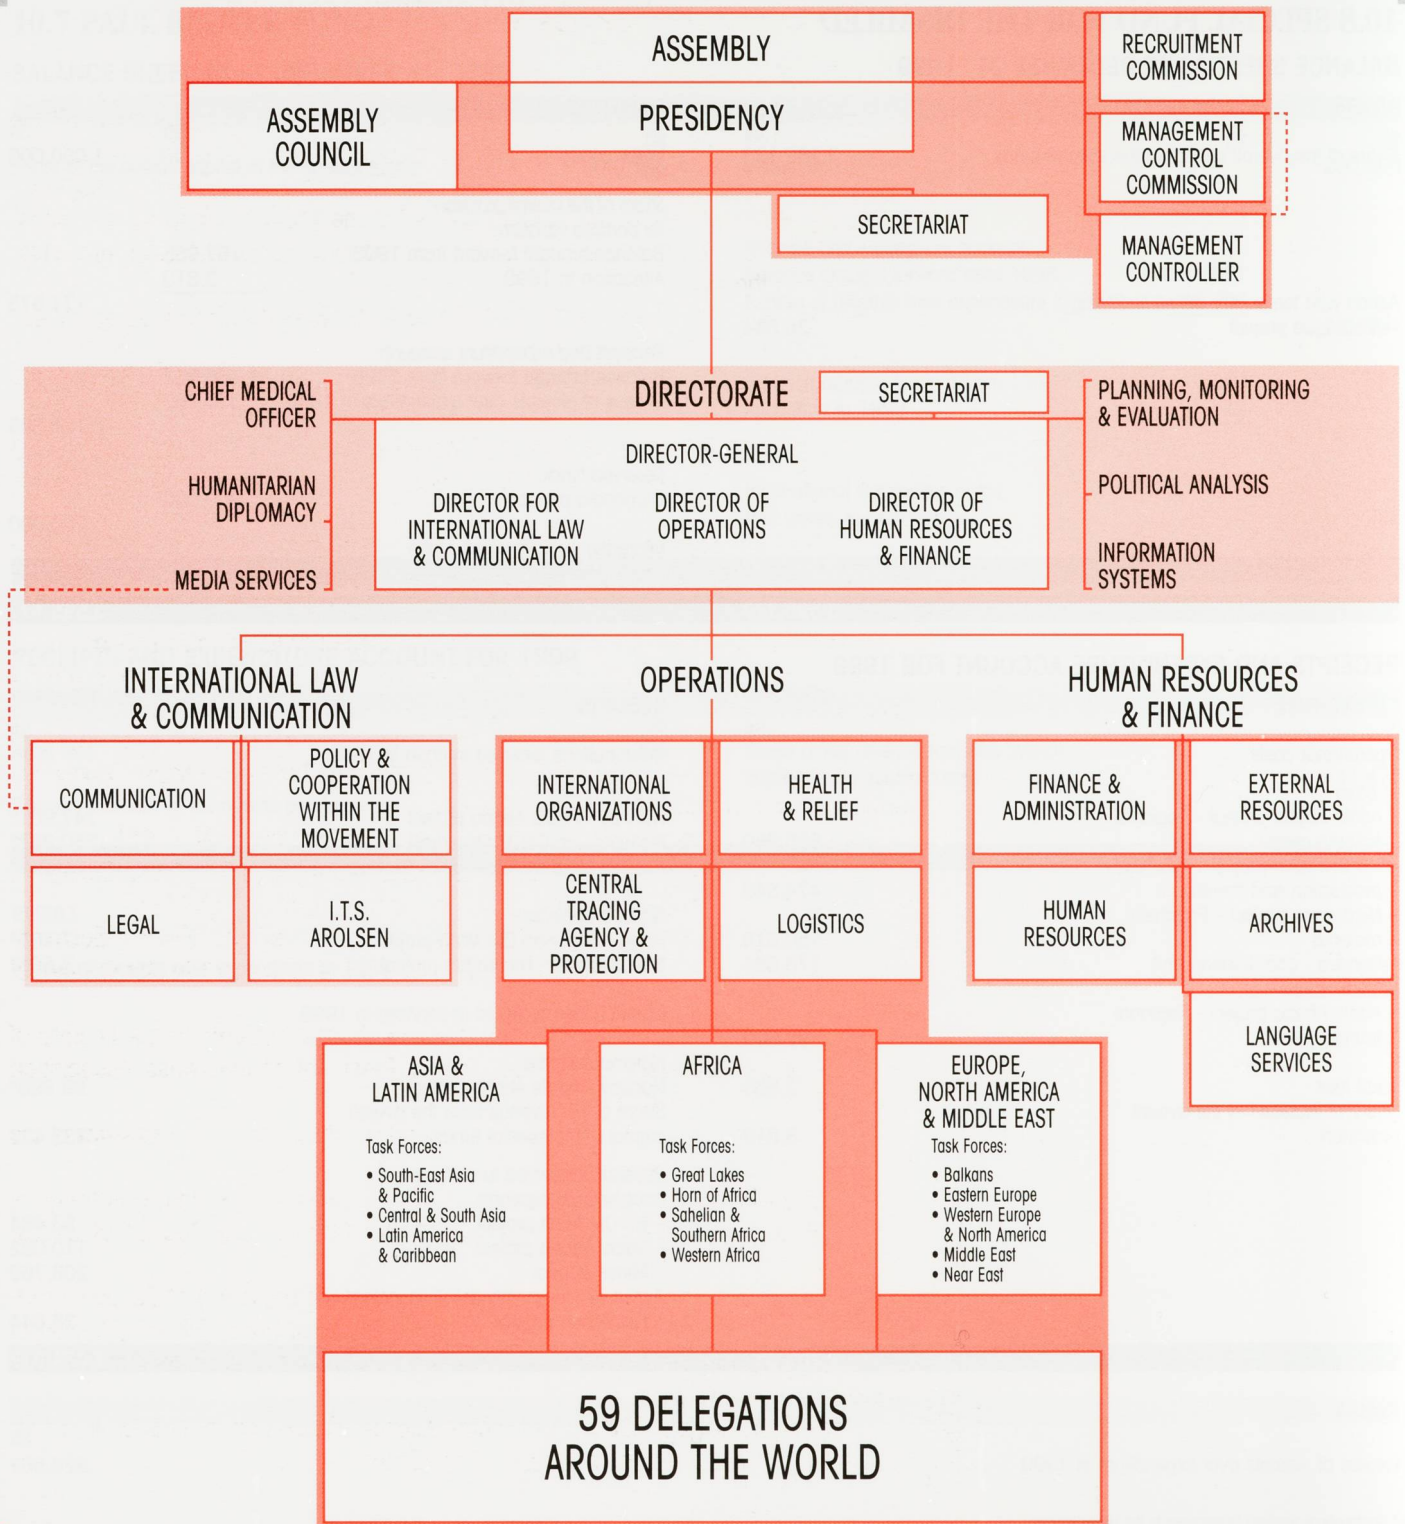 ASSEMBLY
PRESIDENCY
ASSEMBLY
COUNCIL
SECRETARIAT
RECRUITMENT
COMMISSION
MANAGEMENT
CONTROL
COMMISSION
MANAGEMENT
CONTROLLER
DIRECTORATE
SECRETARIAT
CHIEF MEDICAL
OFFICER
HUMANITARIAN
DIPLOMACY
MEDIA SERVICES
DIRECTOR-GENERAL
DIRECTOR FOR
INTERNATIONAL LAW
& COMMUNICATION
DIRECTOR OF
OPERATIONS
DIRECTOR OF
HUMAN RESOURCES
& FINANCE
PLANNING, MONITORING
& EVALUATION
POLITICAL ANALYSIS
INFORMATION
SYSTEMS
INTERNATIONAL LAW
& COMMUNICATION
COMMUNICATION
POLICY &
COOPERATION
WITHIN THE
MOVEMENT
LEGAL
I.T.S.
AROLSEN
OPERATIONS
INTERNATIONAL
ORGANIZATIONS
HEALTH
& RELIEF
CENTRAL
TRACING
AGENCY &
PROTECTION
LOGISTICS
HUMAN RESOURCES
& FINANCE
FINANCE &
ADMINISTRATION
EXTERNAL
RESOURCES
HUMAN
RESOURCES
ARCHIVES
LANGUAGE
SERVICES
ASIA &
LATIN AMERICA
Task Forces:
• South-East Asia
& Pacific
• Central & South Asia
• Latin America
& Caribbean
AFRICA
Task Forces:
• Great Lakes
• Horn of Africa
• Sahelian &
Southern Africa
• Western Africa
EUROPE,
NORTH AMERICA
& MIDDLE EAST
Task Forces:
• Balkans
• Eastern Europe
• Western Europe
& North America
• Middle East
• Near East
59 DELEGATIONS
AROUND THE WORLD